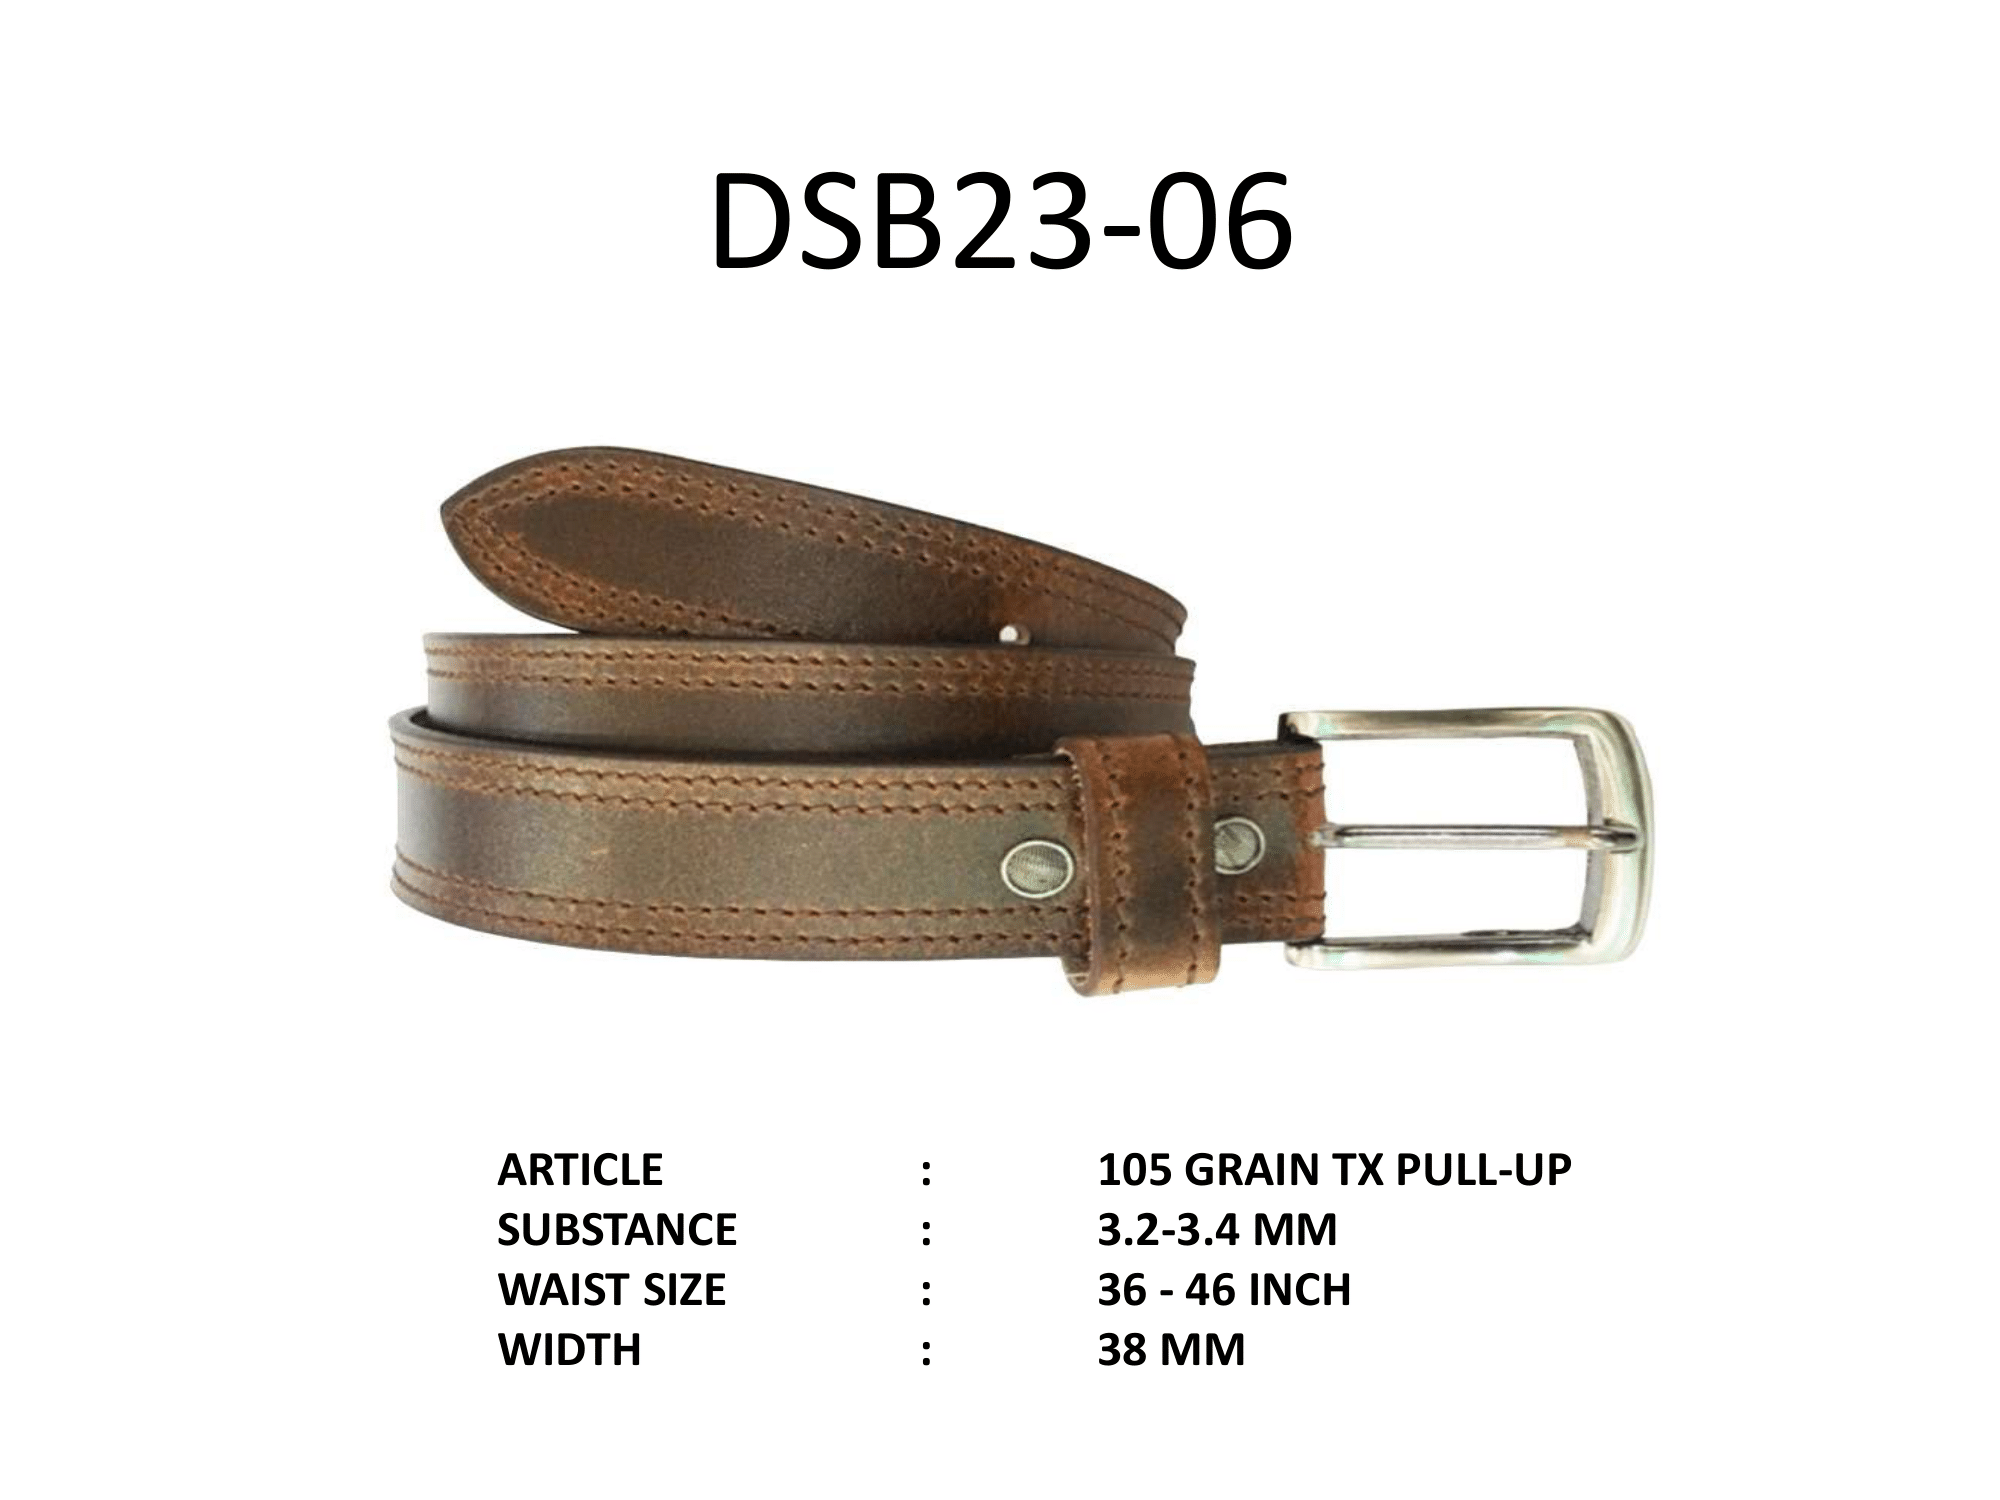 DSB23-06
ARTICLE : 105 GRAIN TX PULL-UP
SUBSTANCE : 3.2-3.4 MM
WAIST SIZE : 36 - 46 INCH
WIDTH : 38 MM